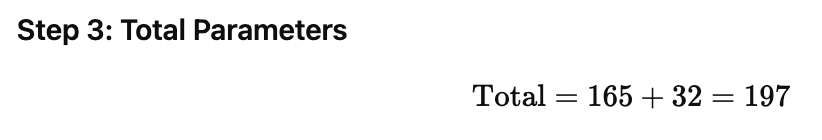 Step 3: Total Parameters
Total = 165 + 32 = 197